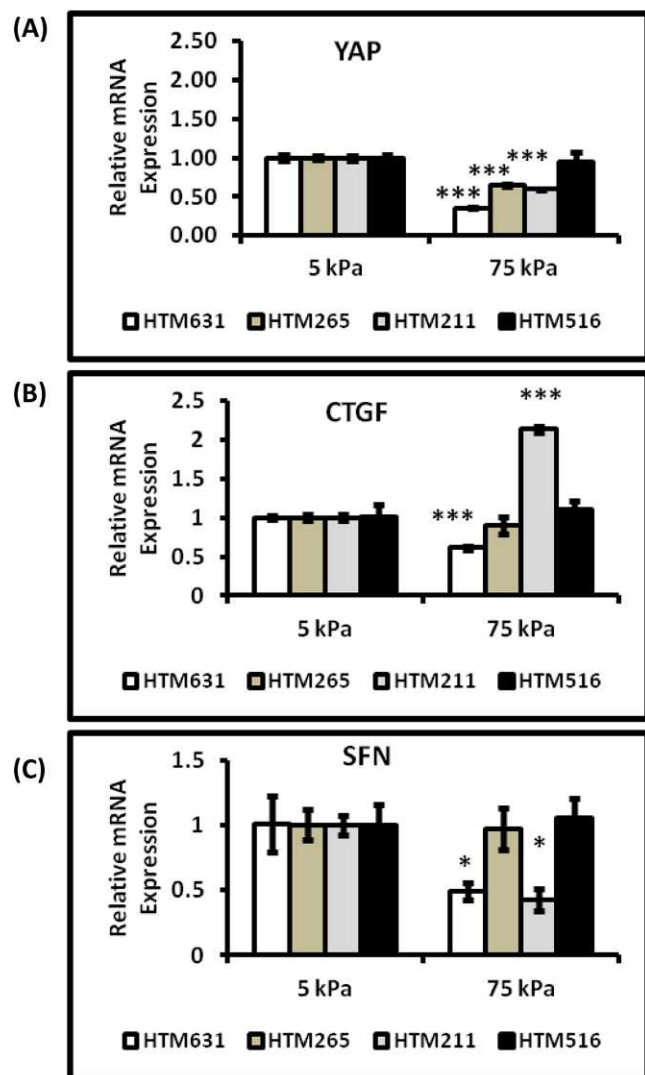 (A)
YAP
Relative mRNA
Expression
2.50
2.00
1.50
1.00
0.50
0.00
***
***
***
5 kPa 75 kPa
HTM631 HTM265 HTM211 HTM516
(B)
CTGF
Relative mRNA
Expression
2.5
2
1.5
1
0.5
0
***
***
5 kPa 75 kPa
HTM631 HTM265 HTM211 HTM516
(C)
SFN
Relative mRNA
Expression
1.5
1
0.5
0
*
*
5 kPa 75 kPa
HTM631 HTM265 HTM211 HTM516